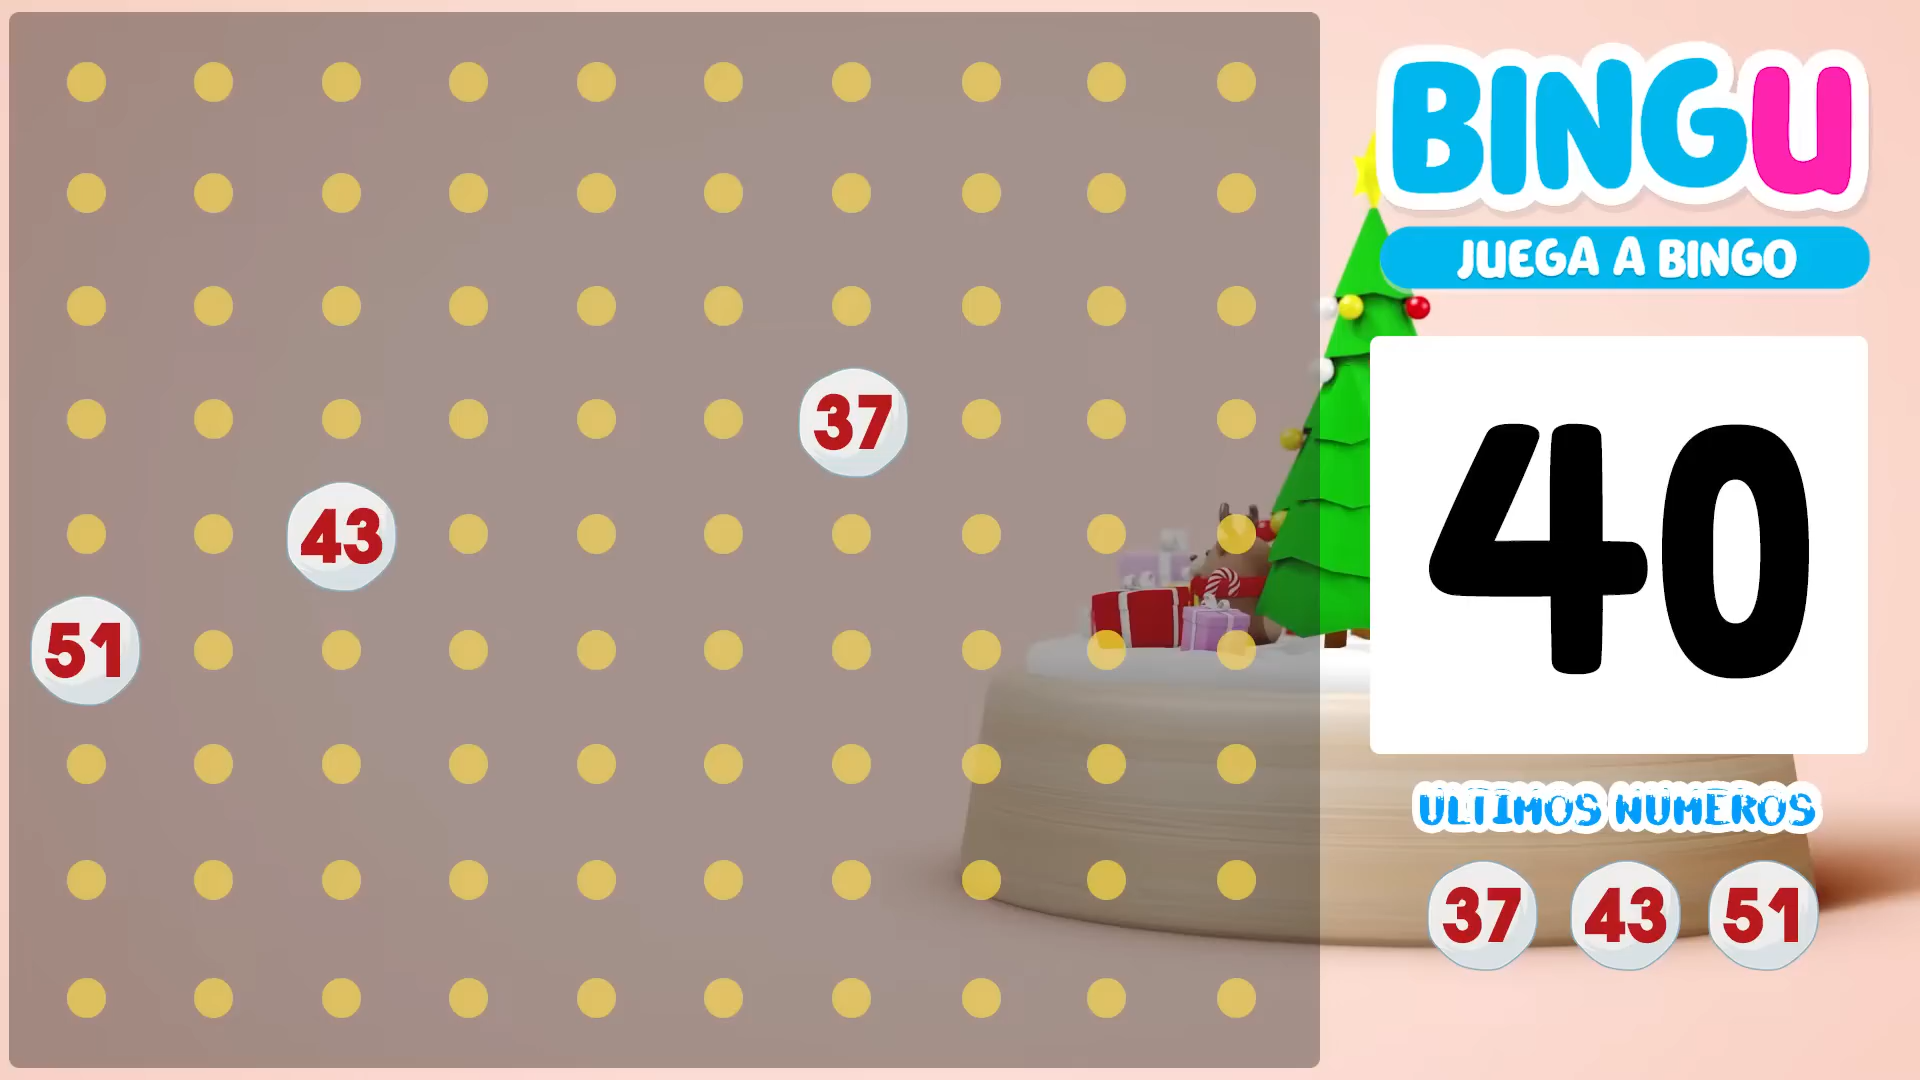 BINGU
JUEGA A BINGO
37
43
40
51
ULTIMOS NUMEROS
37 43 51